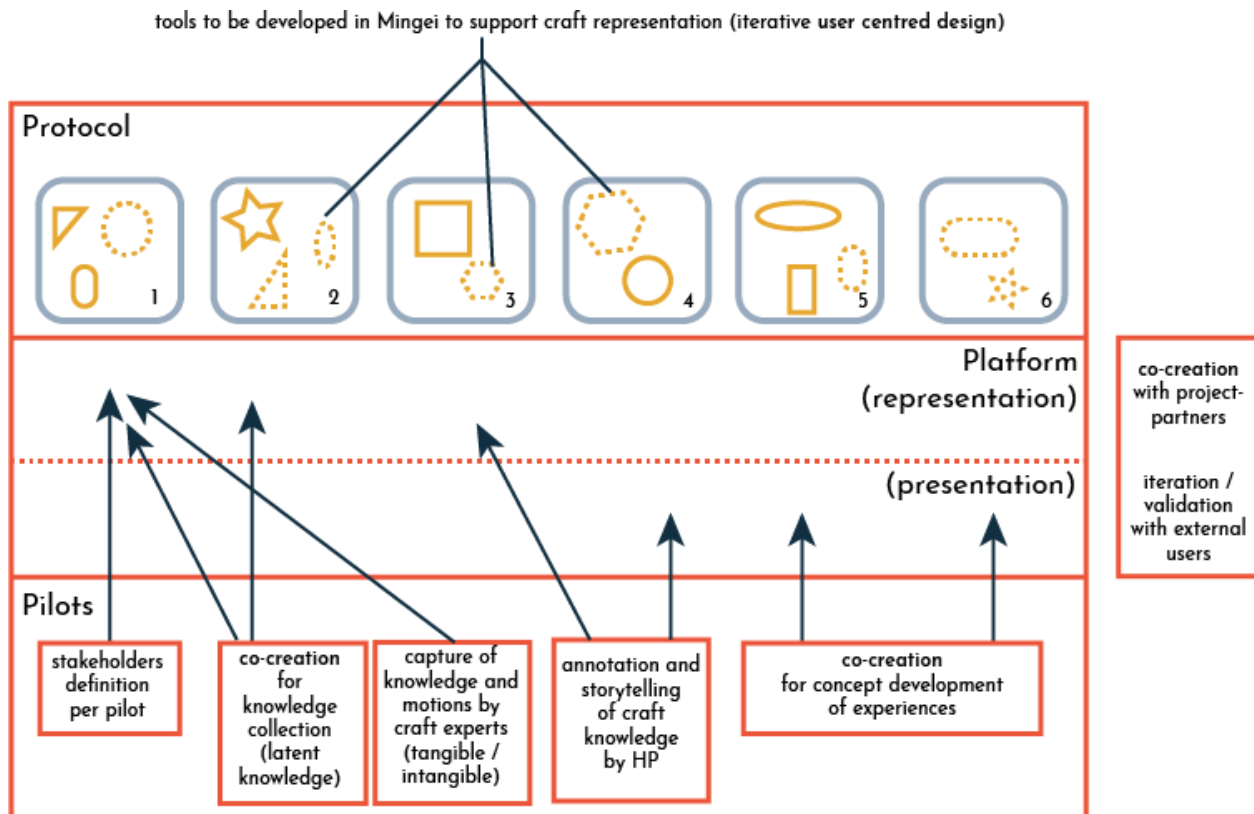 tools to be developed in Mingei to support craft representation (iterative user centred design)
Protocol
1
2
3
4
5
6
Platform
(representation)
(presentation)
co-creation
with project-
partners
iteration /
validation
with external
users
Pilots
stakeholders
definition
per pilot
co-creation
for
knowledge
collection
(latent
knowledge)
capture of
knowledge and
motions by
craft experts
(tangible /
intangible)
annotation and
storytelling
of craft
knowledge
by HP
co-creation
for concept development
of experiences